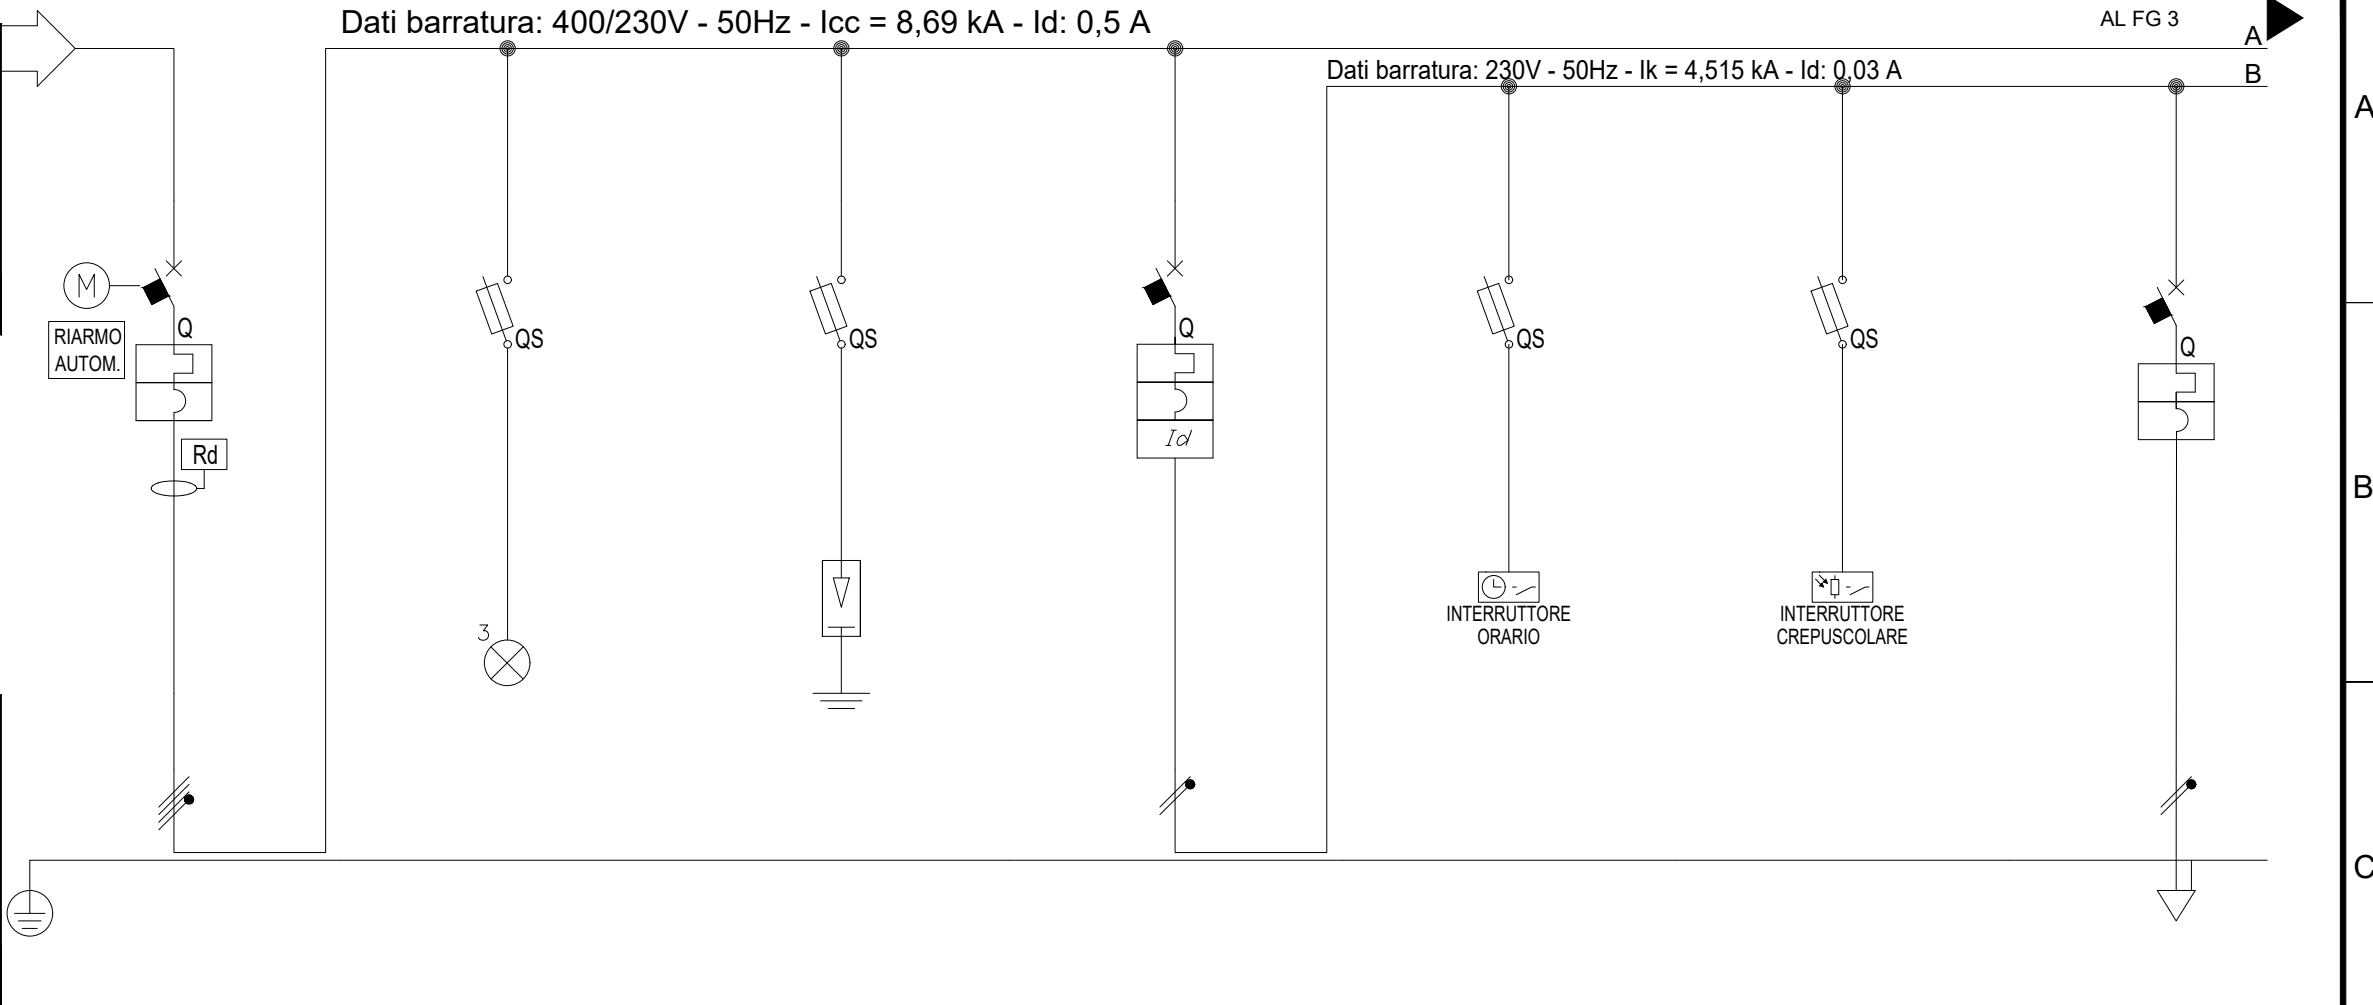 Dati barratura: 400/230V - 50Hz - Icc = 8,69 kA - Id: 0,5 A
AL FG 3
A
Dati barratura: 230V - 50Hz - Ik = 4,515 kA - Id: 0,03 A
B
A
M
RIARMO
AUTOM.
Q
QS
QS
Q
QS
QS
Q
Id
Rd
B
INTERRUTTORE
ORARIO
INTERRUTTORE
CREPUSCOLARE
3
C